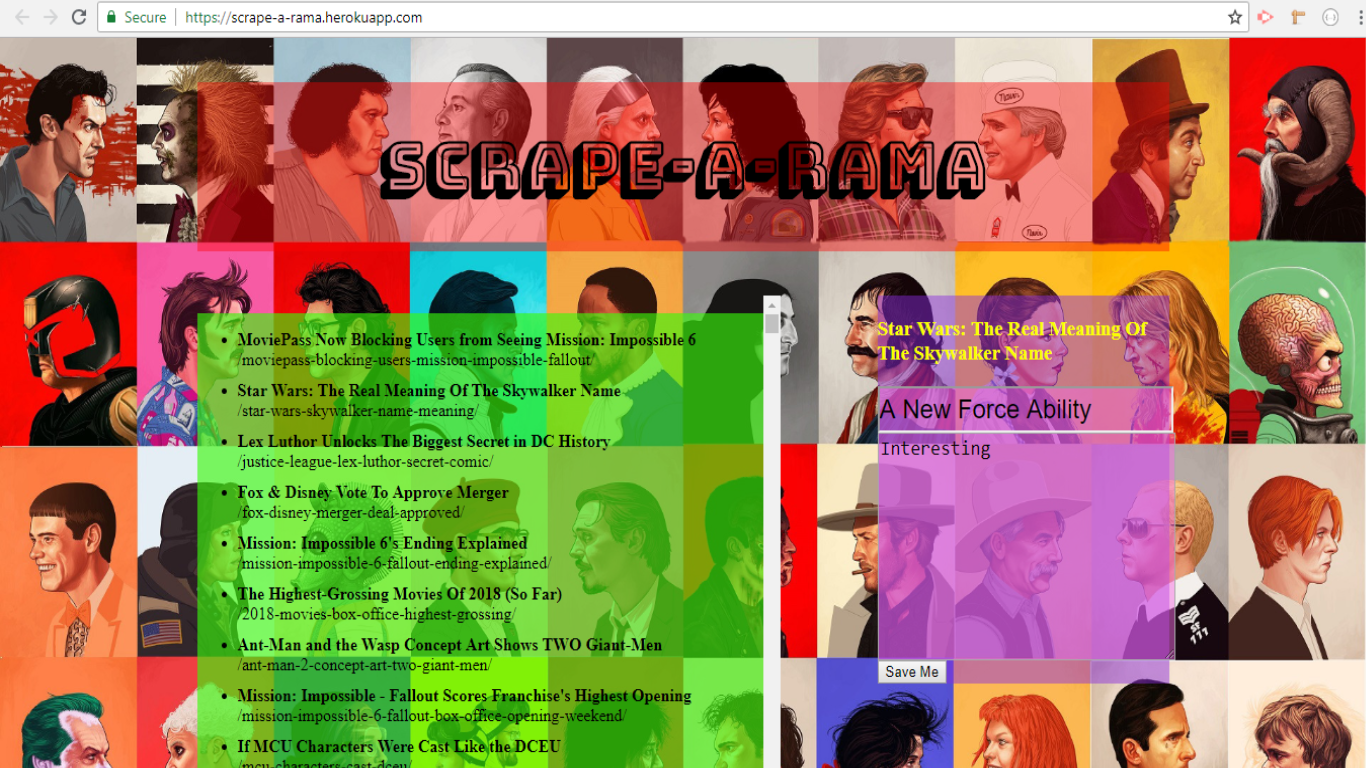 Secure
https://scrape-a-rama.herokuapp.com
Nevin's
SCRAPE-A-RAMA
MoviePass Now Blocking Users from Seeing Mission: Impossible 6
/moviepass-blocking-users-mission-impossible-fallout/
Star Wars: The Real Meaning Of The Skywalker Name
/star-wars-skywalker-name-meaning/
Lex Luthor Unlocks The Biggest Secret in DC History
/justice-league-lex-luthor-secret-comic/
Fox & Disney Vote To Approve Merger
/fox-disney-merger-deal-approved/
Mission: Impossible 6's Ending Explained
/mission-impossible-6-fallout-ending-explained/
The Highest-Grossing Movies Of 2018 (So Far)
/2018-movies-box-office-highest-grossing/
Ant-Man and the Wasp Concept Art Shows TWO Giant-Men
/ant-man-2-concept-art-two-giant-men/
Mission: Impossible - Fallout Scores Franchise's Highest Opening
/mission-impossible-6-fallout-box-office-opening-weekend/
If MCU Characters Were Cast Like the DCEU
/mcu-characters-cast-dceu/
Star Wars: The Real Meaning Of
The Skywalker Name
A New Force Ability
Interesting
Save Me